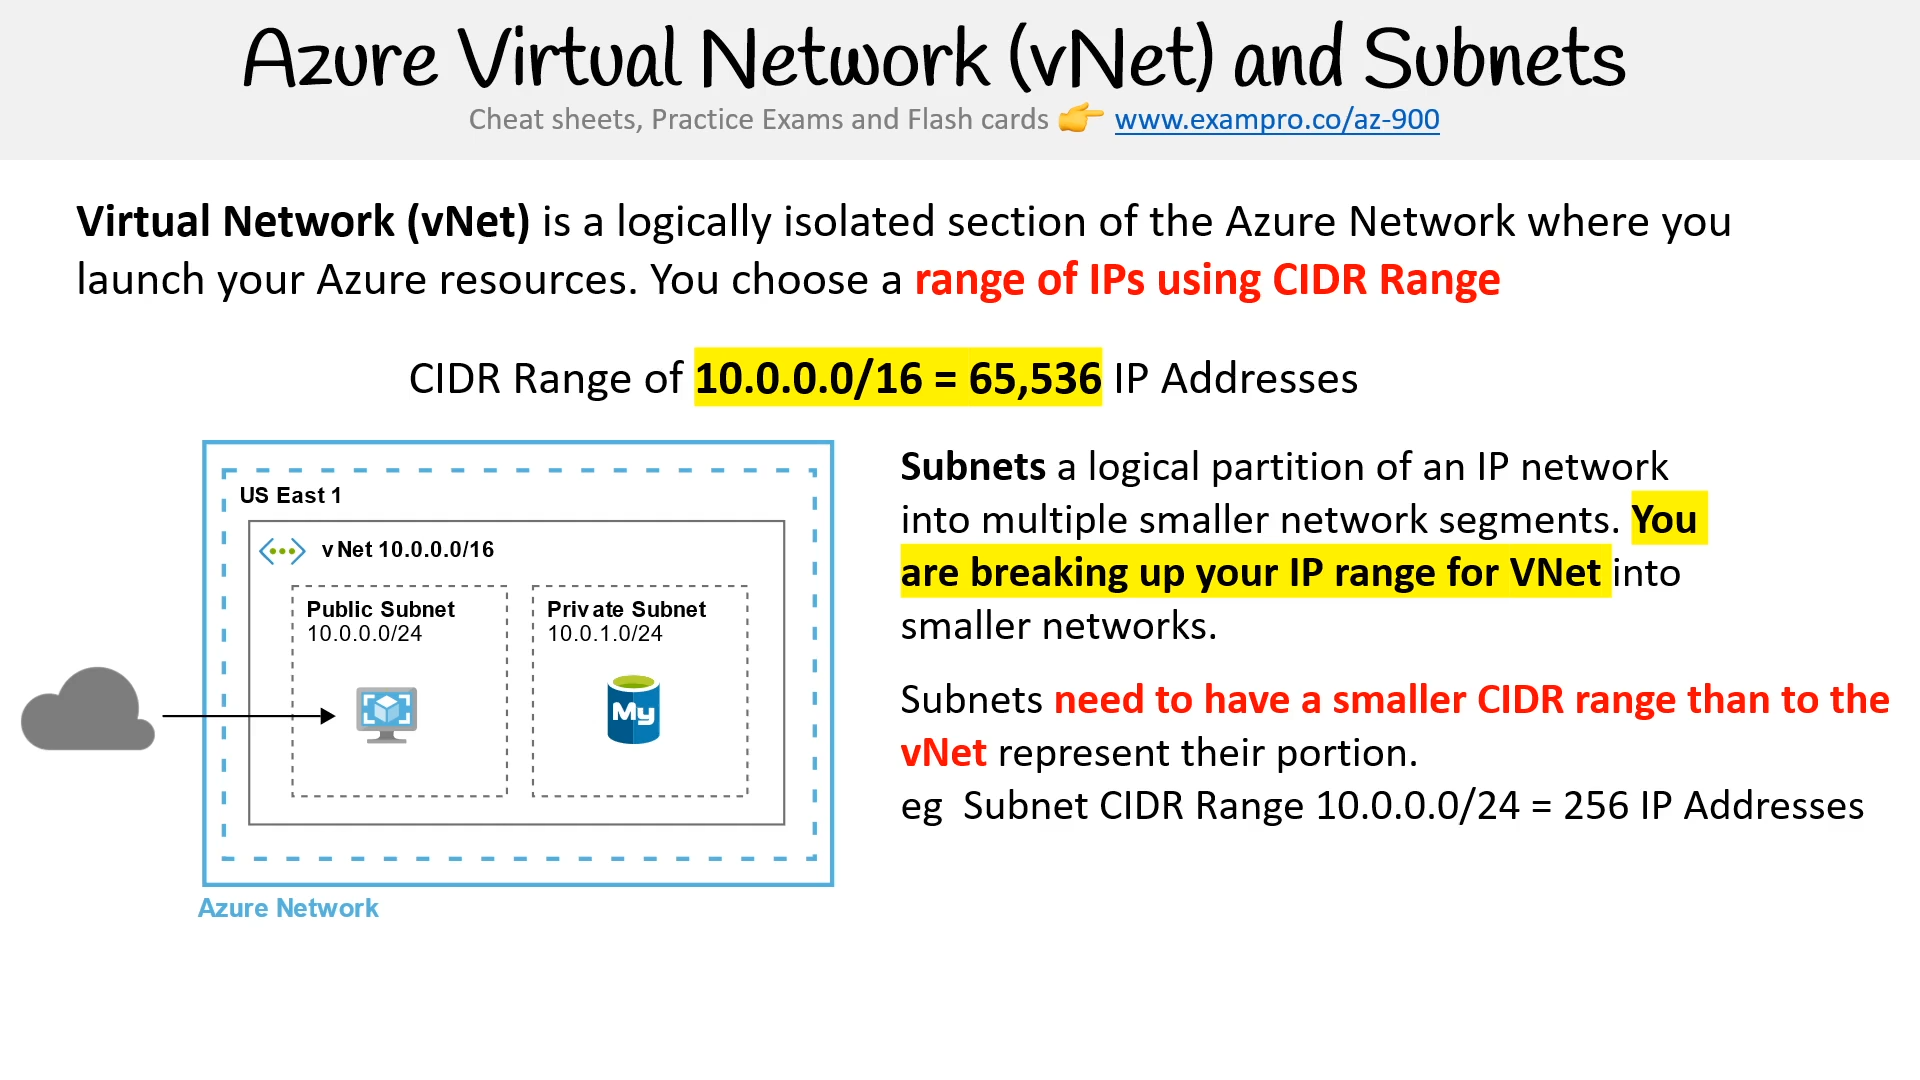 Azure Virtual Network (vNet) and Subnets
Cheat sheets, Practice Exams and Flash cards 👉 www.exampro.co/az-900
Virtual Network (vNet) is a logically isolated section of the Azure Network where you
launch your Azure resources. You choose a range of IPs using CIDR Range
CIDR Range of 10.0.0.0/16 = 65,536 IP Addresses
US East 1
vNet 10.0.0.0/16
Public Subnet
10.0.0.0/24
Private Subnet
10.0.1.0/24
My
Azure Network
Subnets a logical partition of an IP network
into multiple smaller network segments. You
are breaking up your IP range for VNet into
smaller networks.
Subnets need to have a smaller CIDR range than to the
vNet represent their portion.
eg Subnet CIDR Range 10.0.0.0/24 = 256 IP Addresses